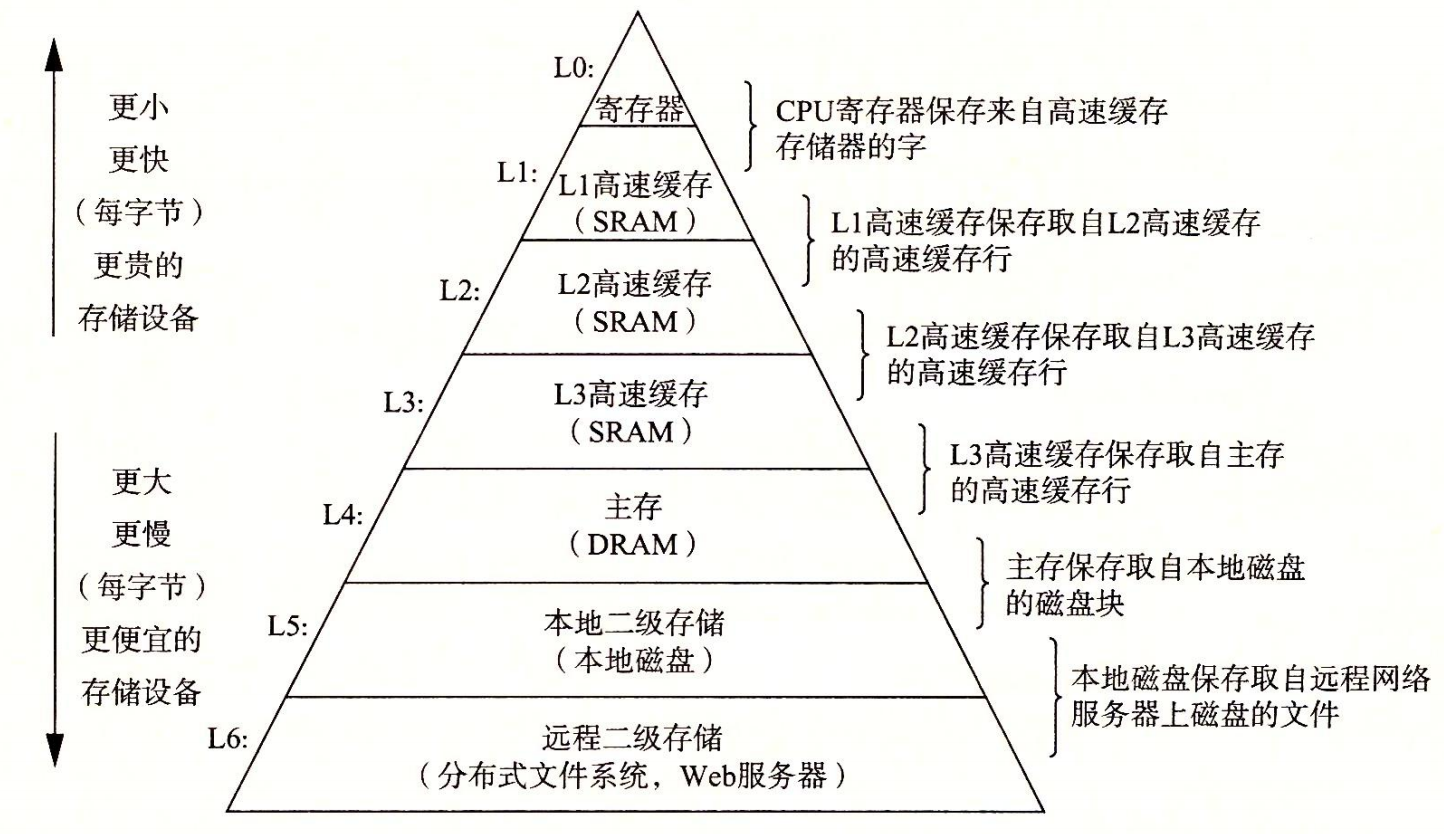 更小
更快
（每字节）
更贵的
存储设备
更大
更慢
（每字节）
更便宜的
存储设备
L0:
寄存器
L1:
L1高速缓存
（SRAM）
L2:
L2高速缓存
（SRAM）
L3:
L3高速缓存
（SRAM）
L4:
主存
（DRAM）
L5:
本地二级存储
（本地磁盘）
L6:
远程二级存储
（分布式文件系统，Web服务器）
CPU寄存器保存来自高速缓存
存储器的字
L1高速缓存保存取自L2高速缓存
的高速缓存行
L2高速缓存保存取自L3高速缓存
的高速缓存行
L3高速缓存保存取自主存
的高速缓存行
主存保存取自本地磁盘
的磁盘块
本地磁盘保存取自远程网络
服务器上磁盘的文件